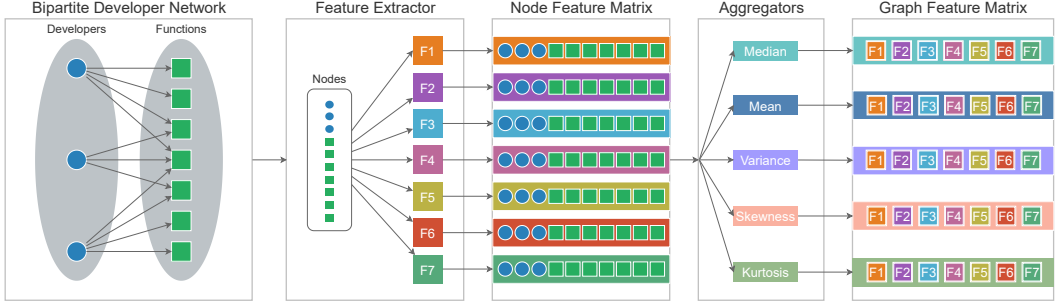 Bipartite Developer Network
Feature Extractor
Node Feature Matrix
Aggregators
Graph Feature Matrix
Developers
Functions
Nodes
F1
F2
F3
F4
F5
F6
F7
Median
Mean
Variance
Skewness
Kurtosis
F1 F2 F3 F4 F5 F6 F7
F1 F2 F3 F4 F5 F6 F7
F1 F2 F3 F4 F5 F6 F7
F1 F2 F3 F4 F5 F6 F7
F1 F2 F3 F4 F5 F6 F7